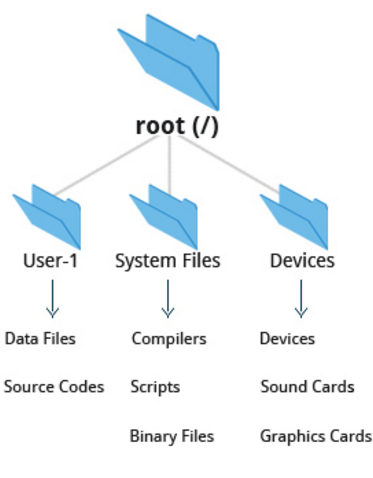 root (/)
User-1
System Files
Devices
Data Files
Compilers
Devices
Source Codes
Scripts
Sound Cards
Binary Files
Graphics Cards